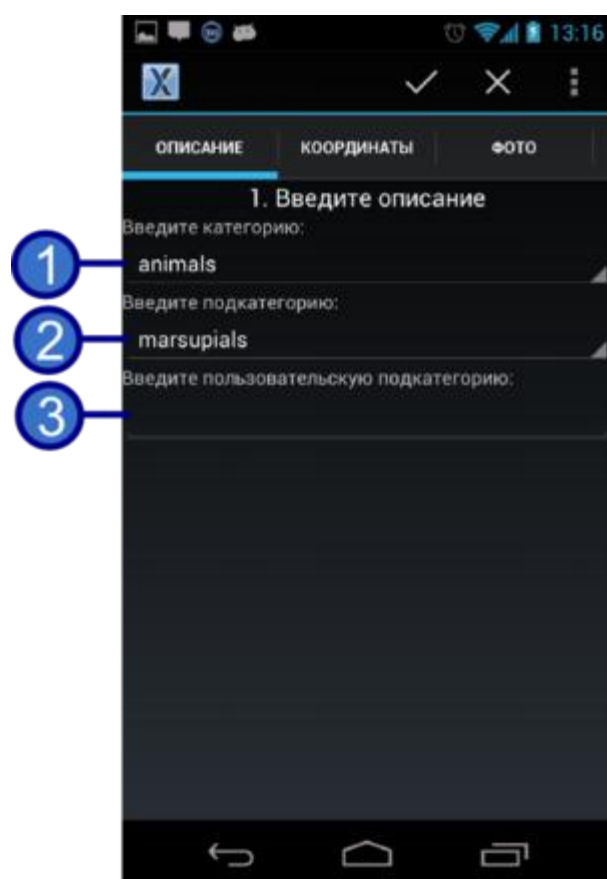 13:16
X
ОПИСАНИЕ КООРДИНАТЫ ФОТО
1. Введите описание
Введите категорию:
1 animals
Введите подкатегорию:
2 marsupials
Введите пользовательскую подкатегорию:
3